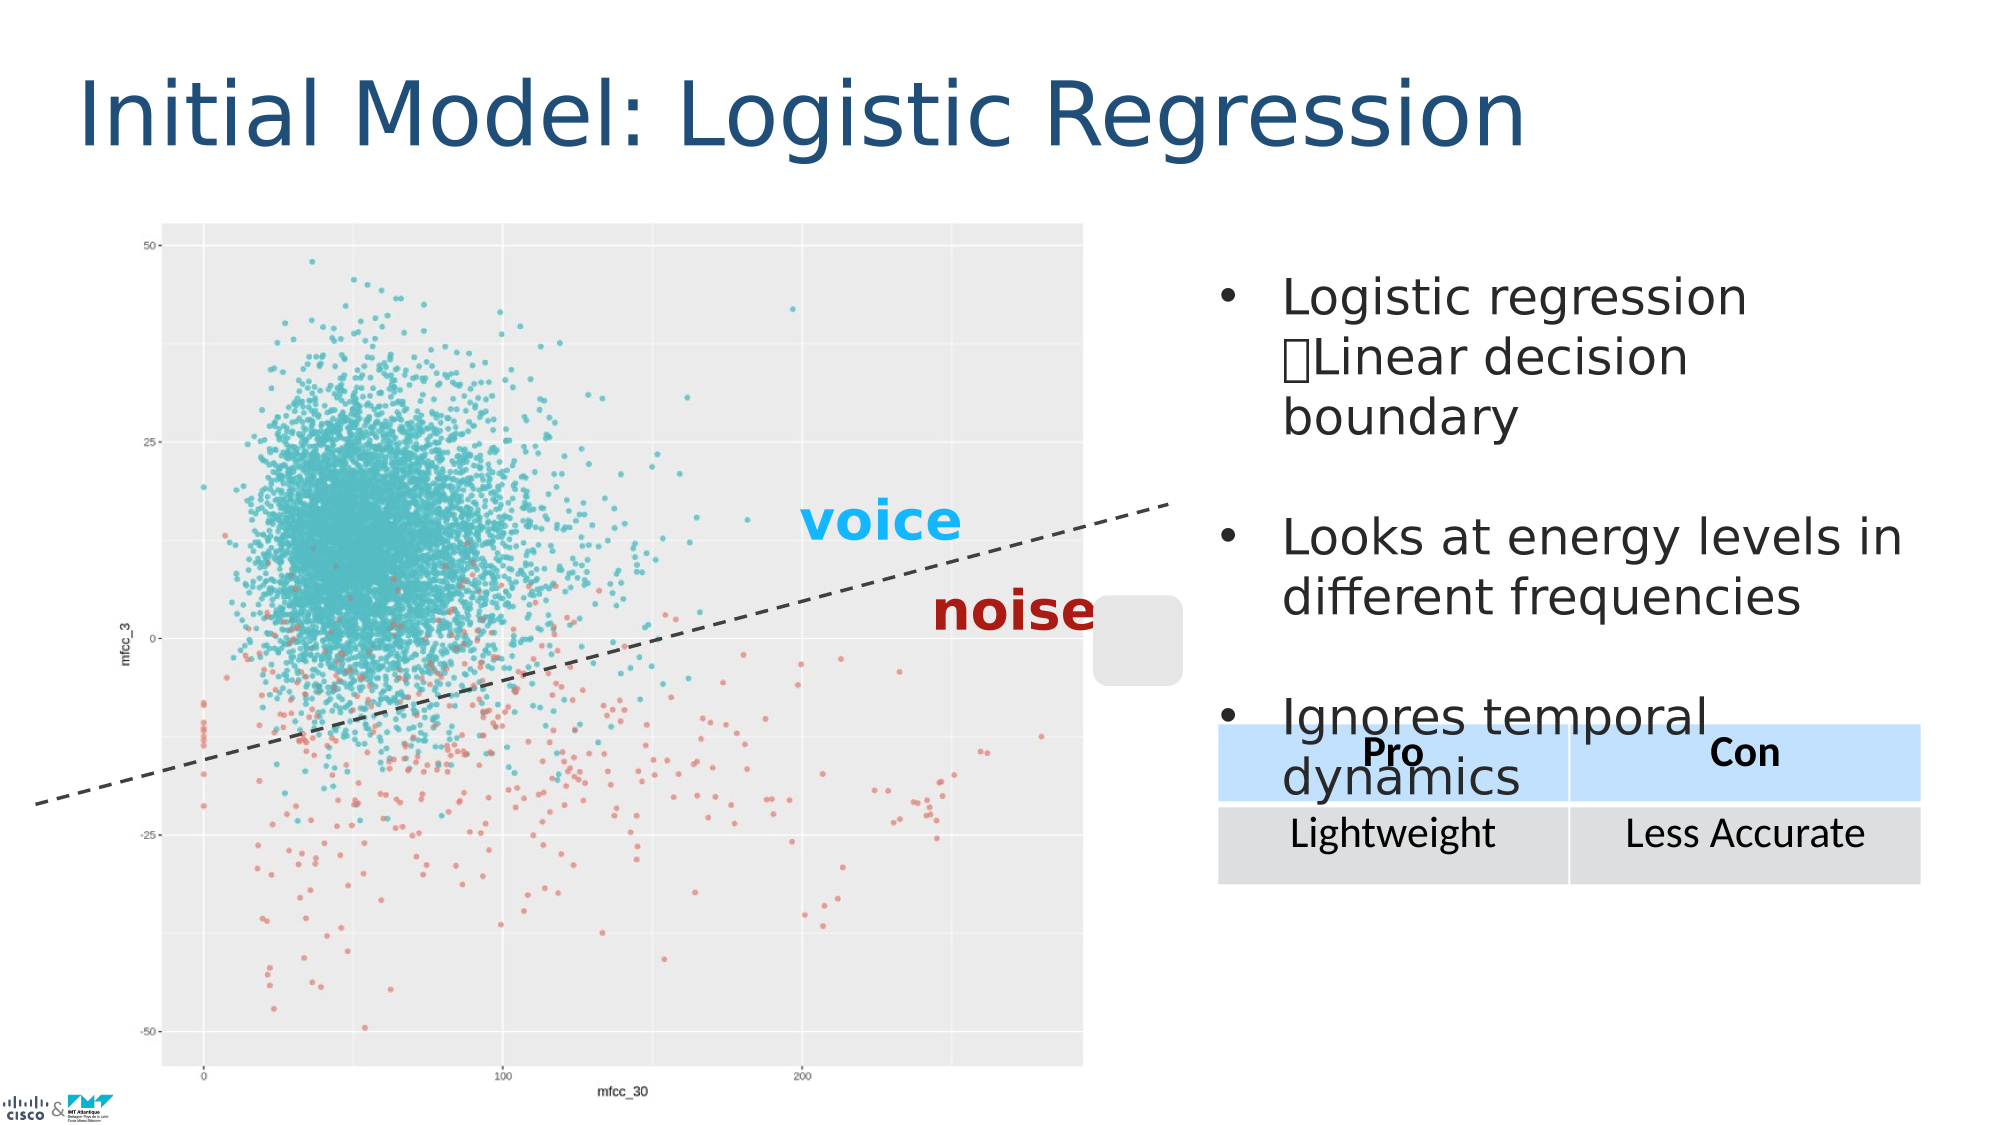 Initial Model: Logistic Regression
50
25
0
-25
-50
mfcc_3
0
100
200
mfcc_30
voice
noise
• Logistic regression
Linear decision
boundary
• Looks at energy levels in
different frequencies
• Ignores temporal
dynamics
Pro Con
Lightweight Less Accurate
cisco & IMT Atlantique